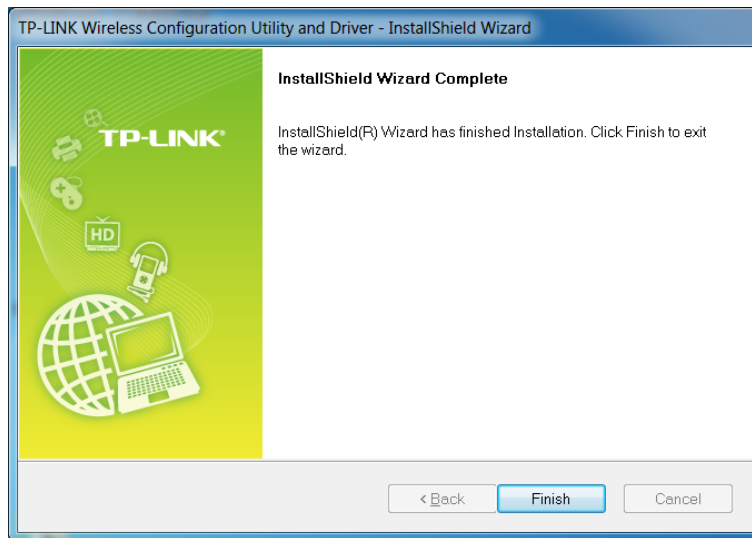 TP-LINK Wireless Configuration Utility and Driver - InstallShield Wizard
TP-LINK®
HD
InstallShield Wizard Complete
InstallShield(R) Wizard has finished Installation. Click Finish to exit
the wizard.
< Back Finish Cancel